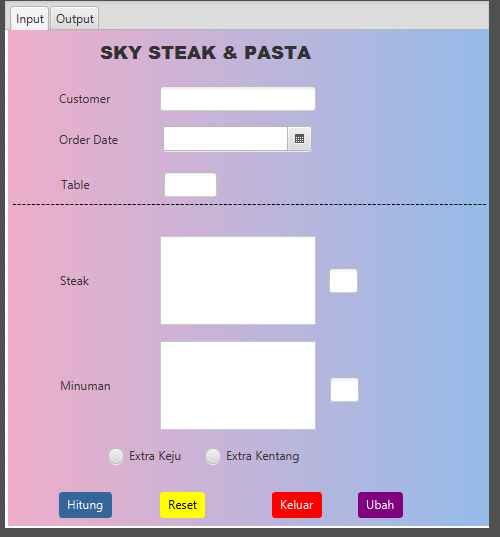 Input Output
SKY STEAK & PASTA
Customer
Order Date
Table
Steak
Minuman
Extra Keju Extra Kentang
Hitung Reset Keluar Ubah